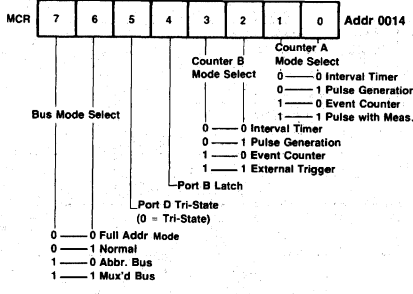 MCR 7 6 5 4 3 2 1 0 Addr 0014
Counter A
Mode Select
0 0 Interval Timer
0 1 Pulse Generation
1 0 Event Counter
1 1 Pulse with Meas.
Counter B
Mode Select
0 0 Interval Timer
0 1 Pulse Generation
1 0 Event Counter
1 1 External Trigger
Bus Mode Select
Port B Latch
Port D Tri-State
(0 = Tri-State)
0 0 Full Addr Mode
0 1 Normal
1 0 Abbr. Bus
1 1 Mux'd Bus